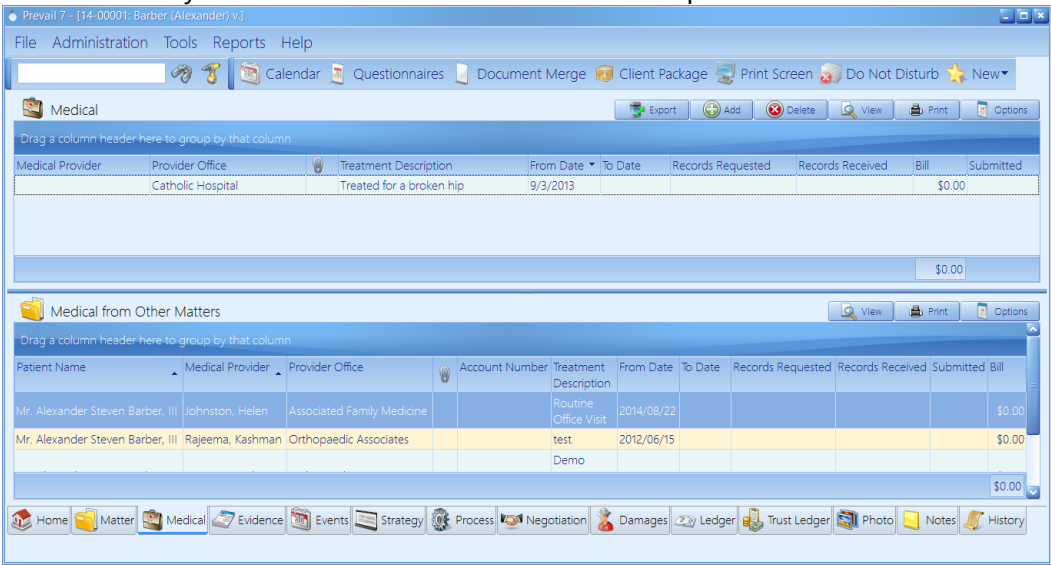 Prevail 7 - [14-00001: Barber (Alexander) v.]
File Administration Tools Reports Help
Calendar Questionnaires Document Merge Client Package Print Screen Do Not Disturb New
Medical Export Add Delete View Print Options
Drag a column header here to group by that column
Medical Provider Provider Office Treatment Description From Date To Date Records Requested Records Received Bill Submitted
Catholic Hospital Treated for a broken hip 9/3/2013 $0.00
$0.00
Medical from Other Matters View Print Options
Drag a column header here to group by that column
Patient Name Medical Provider Provider Office Account Number Treatment From Date To Date Records Requested Records Received Submitted Bill
Description
Routine
Mr. Alexander Steven Barber, III Johnston, Helen Associated Family Medicine 2014/08/22 $0.00
Office Visit
Mr. Alexander Steven Barber, III Rajeema, Kashman Orthopaedic Associates test 2012/06/15 $0.00
Demo
$0.00
Home Matter Medical Evidence Events Strategy Process Negotiation Damages Ledger Trust Ledger Photo Notes History